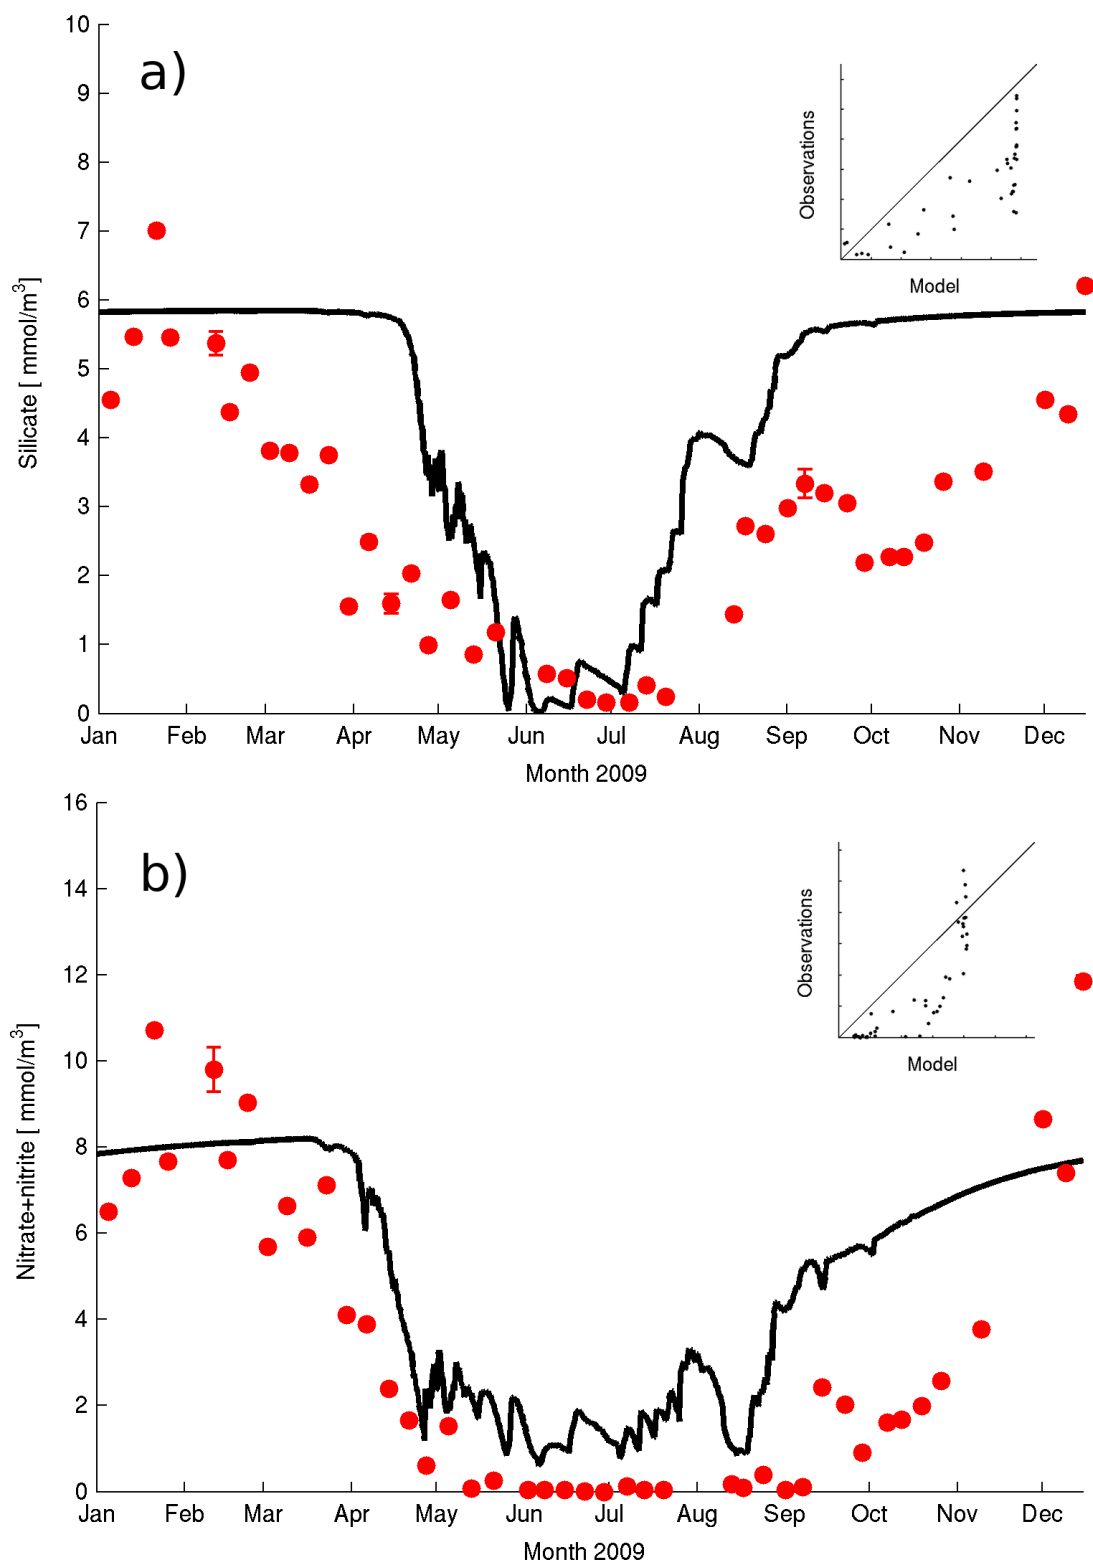 10
a)
9
8
7
6
5
4
3
2
1
0
Silicate [ mmol/m³]
Observations
Model
Jan Feb Mar Apr May Jun Jul Aug Sep Oct Nov Dec
Month 2009
16
b)
14
12
10
8
6
4
2
0
Nitrate+nitrite [ mmol/m³]
Observations
Model
Jan Feb Mar Apr May Jun Jul Aug Sep Oct Nov Dec
Month 2009